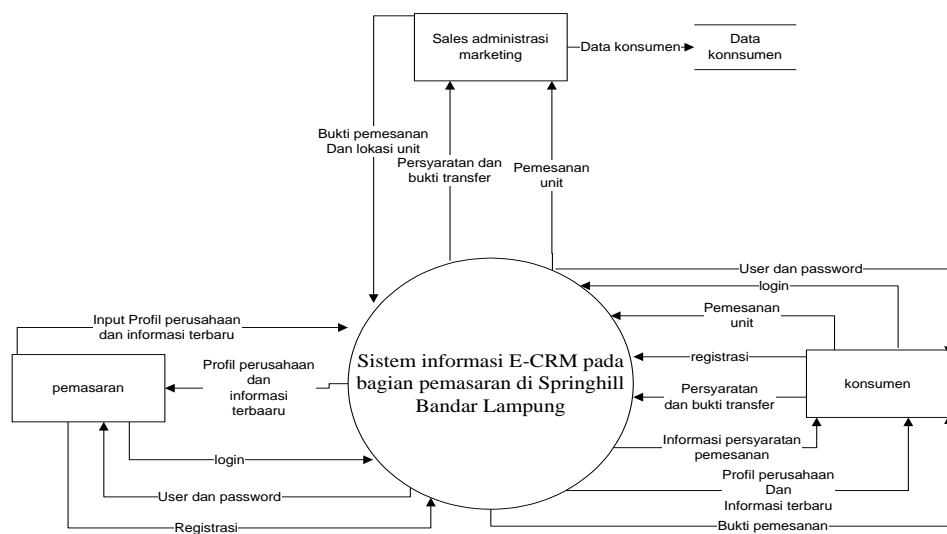 Sales administrasi
marketing
Data konsumen
Data
konnsumen
Bukti pemesanan
Dan lokasi unit
Persyaratan dan
bukti transfer
Pemesanan
unit
User dan password
login
Input Profil perusahaan
dan informasi terbaru
Pemesanan
unit
pemasaran
Profil perusahaan
dan
informasi
terbaaru
Sistem informasi E-CRM pada
bagian pemasaran di Springhill
Bandar Lampung
registrasi
konsumen
Persyaratan
dan bukti transfer
login
Informasi persyaratan
pemesanan
User dan password
Profil perusahaan
Dan
Informasi terbaru
Registrasi
Bukti pemesanan